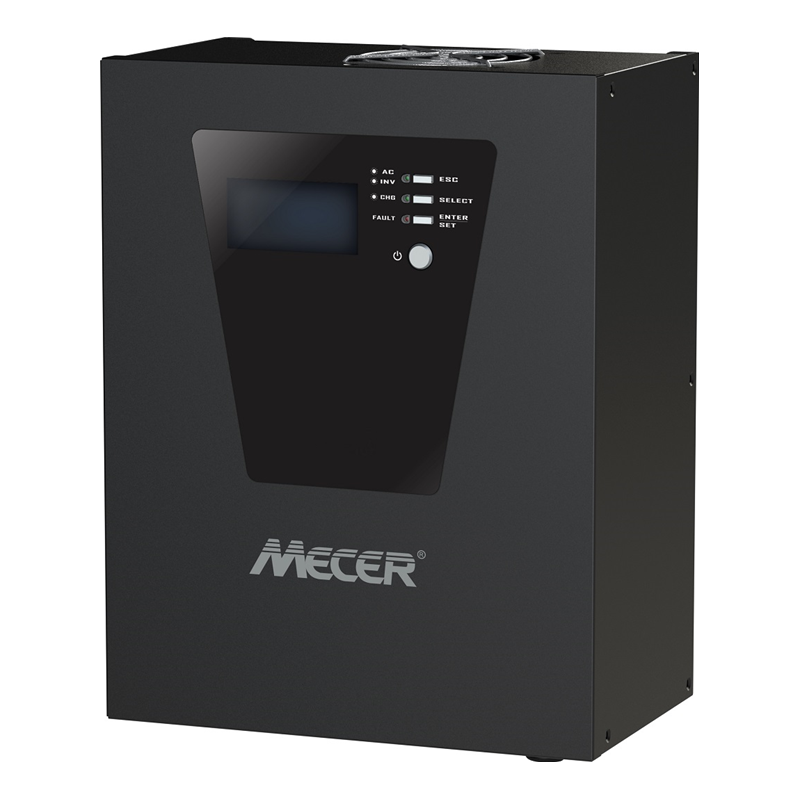 AC
INV
ESC
CHG
SELECT
FAULT
ENTER
SET
MECER®